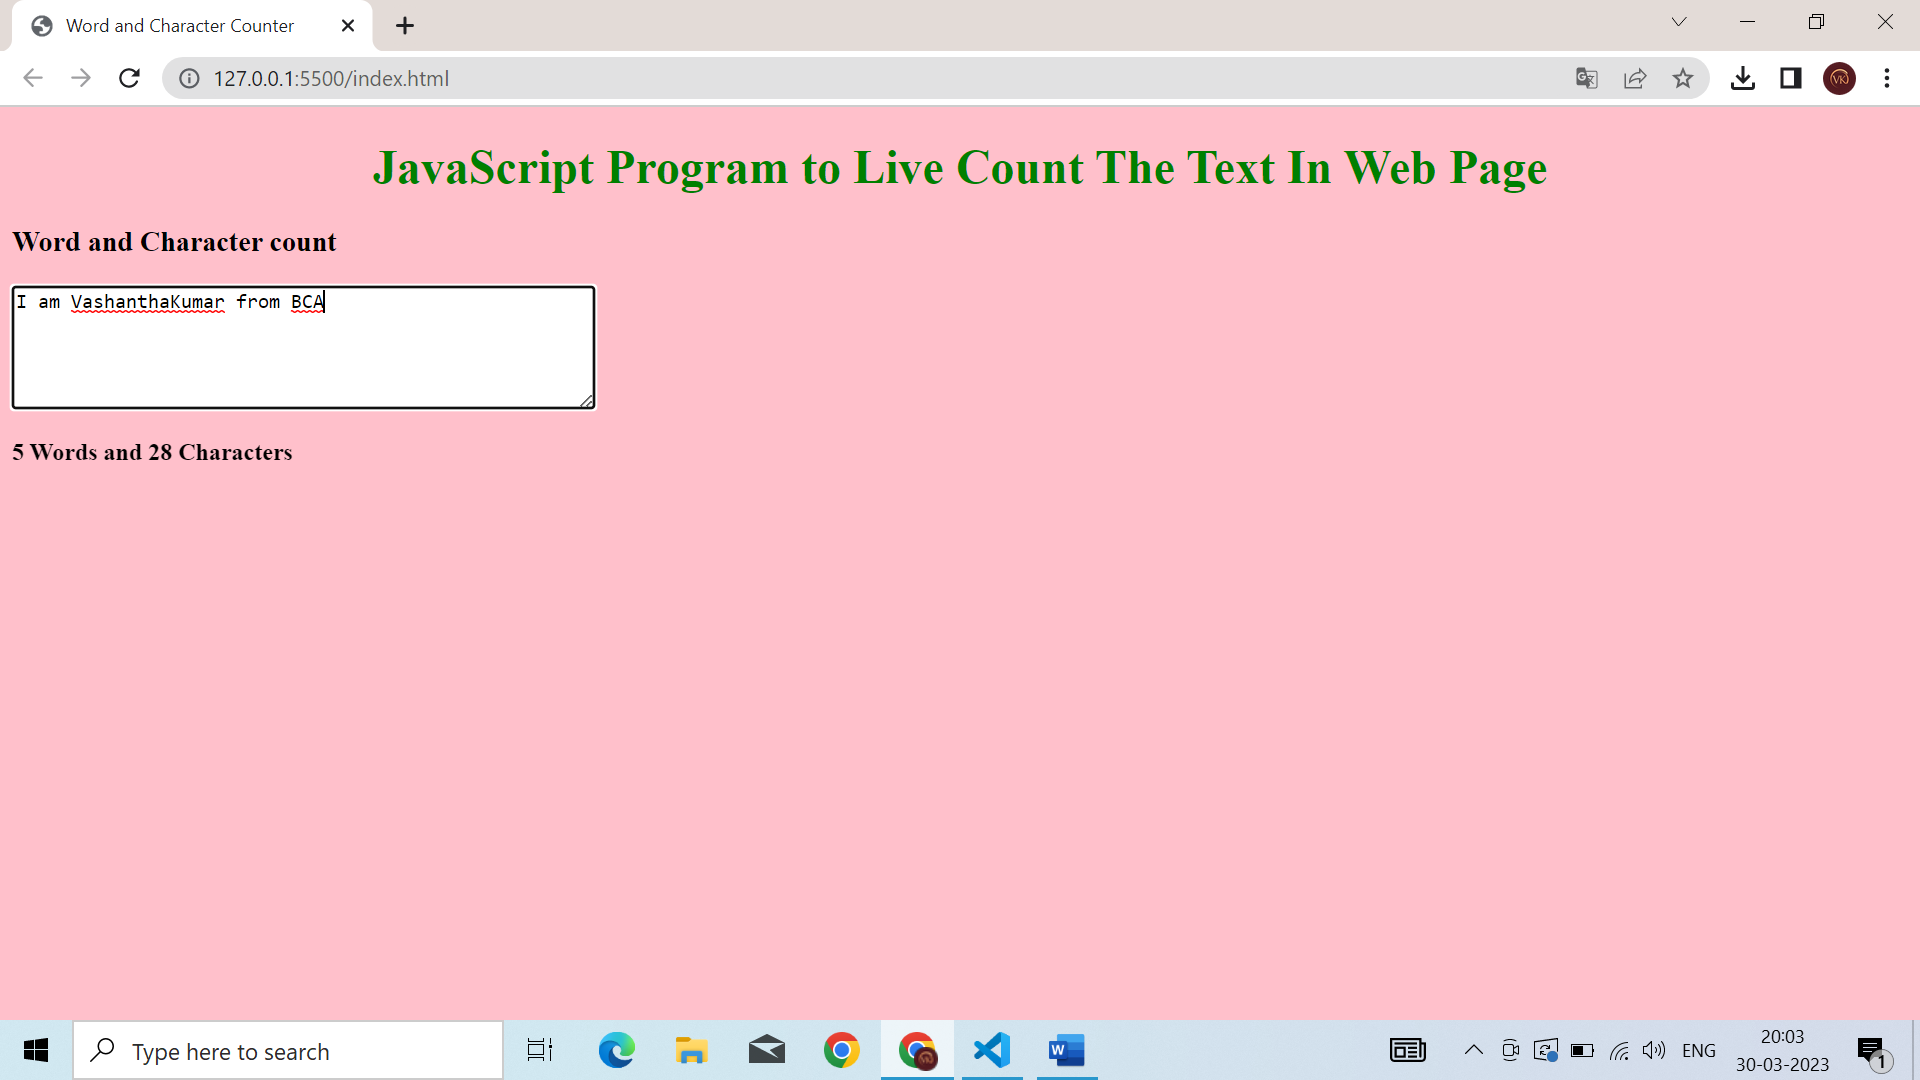 Word and Character Counter
127.0.0.1:5500/index.html
VK
JavaScript Program to Live Count The Text In Web Page
Word and Character count
I am VashanthaKumar from BCA
5 Words and 28 Characters
Type here to search
W
ENG
20:03
30-03-2023
1